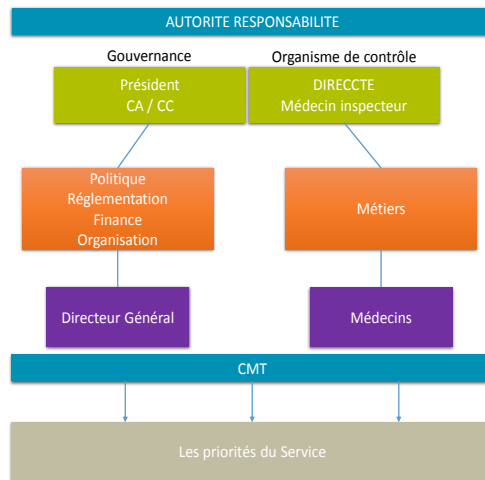 AUTORITE RESPONSABILITE
Gouvernance
Organisme de contrôle
Président
CA / CC
DIRECCTE
Médecin inspecteur
Politique
Réglementation
Finance
Organisation
Métiers
Directeur Général
Médecins
CMT
Les priorités du Service